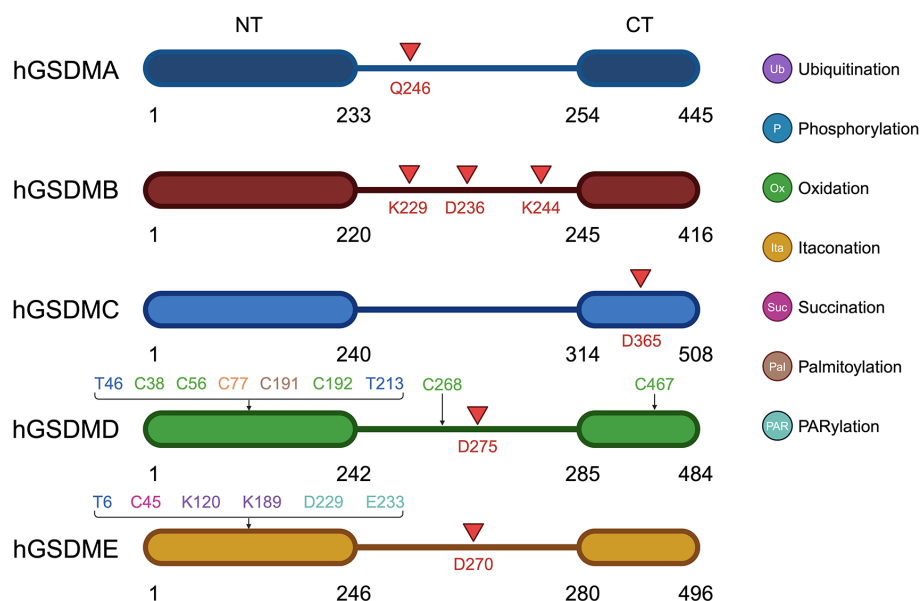 NT CT
hGSDMA
Q246
1 233 254 445
hGSDMB
K229 D236 K244
1 220 245 416
hGSDMC
D365
1 240 314 508
T46 C38 C56 C77 C191 C192 T213 C268 C467
hGSDMD
D275
1 242 285 484
T6 C45 K120 K189 D229 E233
hGSDME
D270
1 246 280 496
Ub Ubiquitination
P Phosphorylation
Ox Oxidation
Ita Itaconation
Suc Succination
Pal Palmitoylation
PAR PARylation